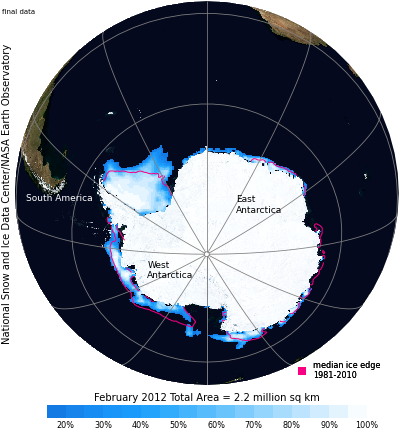 final data
National Snow and Ice Data Center/NASA Earth Observatory
South America
East
Antarctica
West
Antarctica
median ice edge
1981-2010
February 2012 Total Area = 2.2 million sq km
20% 30% 40% 50% 60% 70% 80% 90% 100%